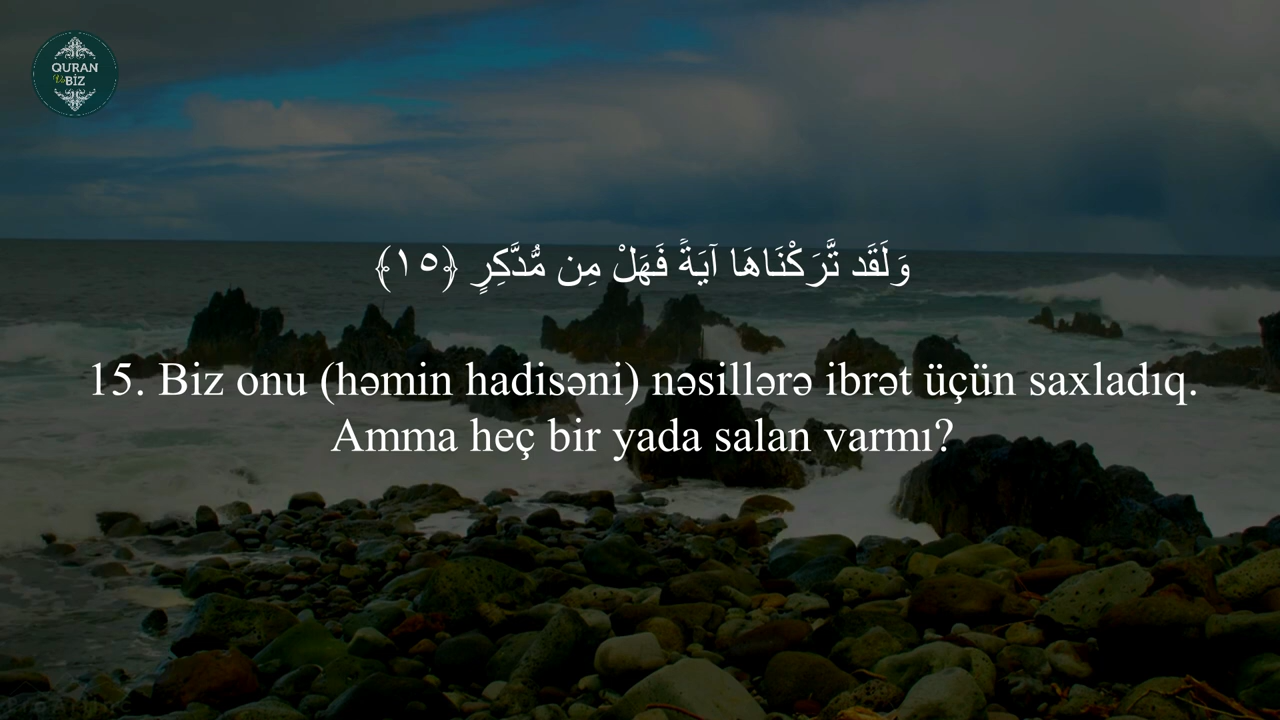 QURAN
Və
BİZ
وَلَقَد تَّرَكْنَاهَا آيَةً فَهَلْ مِن مُّدَّكِرٍ ﴿١٥﴾
15. Biz onu (həmin hadisəni) nəsillərə ibrət üçün saxladıq.
Amma heç bir yada salan varmı?